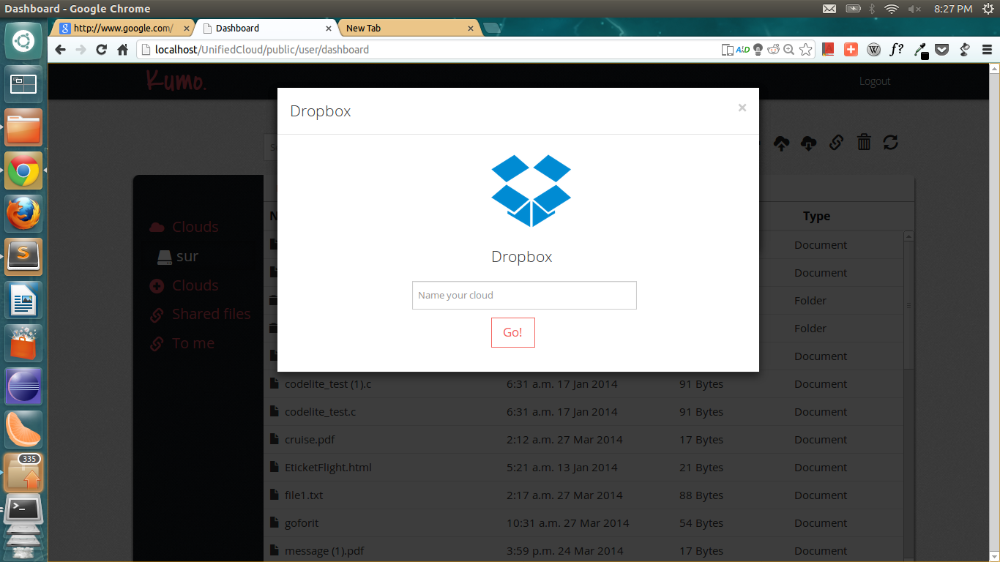 Dashboard - Google Chrome
8:27 PM
http://www.google.com/
Dashboard
New Tab
localhost/UnifiedCloud/public/user/dashboard
Kumo.
Logout
Dropbox
×
Dropbox
Name your cloud
Go!
Clouds
sur
Clouds
Shared files
To me
Type
Document
Document
Folder
Folder
Document
codelite_test (1).c 6:31 a.m. 17 Jan 2014 91 Bytes Document
codelite_test.c 6:31 a.m. 17 Jan 2014 91 Bytes Document
cruise.pdf 2:12 a.m. 27 Mar 2014 17 Bytes Document
EticketFlight.html 5:21 a.m. 13 Jan 2014 21 Bytes Document
file1.txt 2:17 a.m. 27 Mar 2014 88 Bytes Document
goforit 10:31 a.m. 27 Mar 2014 54 Bytes Document
message (1).pdf 3:59 p.m. 24 Mar 2014 17 Bytes Document
335